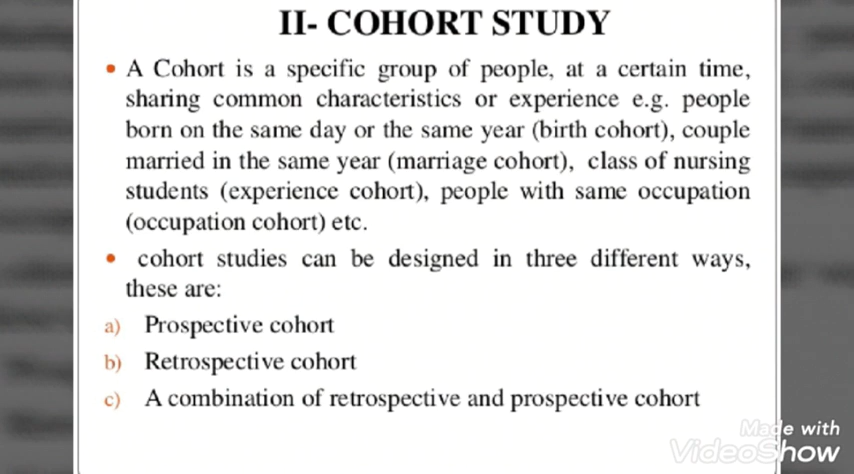 II- COHORT STUDY
• A Cohort is a specific group of people, at a certain time,
sharing common characteristics or experience e.g. people
born on the same day or the same year (birth cohort), couple
married in the same year (marriage cohort), class of nursing
students (experience cohort), people with same occupation
(occupation cohort) etc.
• cohort studies can be designed in three different ways,
these are:
a) Prospective cohort
b) Retrospective cohort
c) A combination of retrospective and prospective cohort
Made with
VideoShow